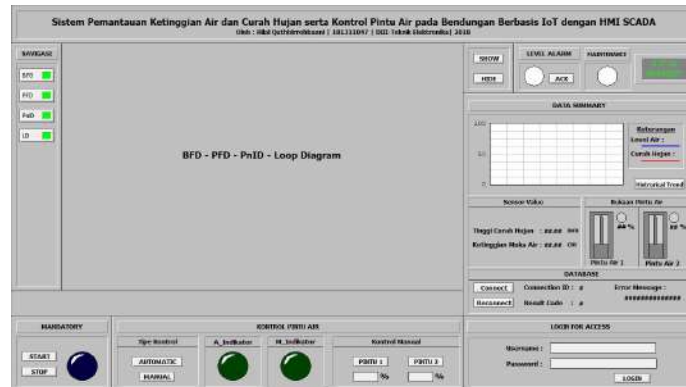 Sistem Pemantauan Ketinggian Air dan Curah Hujan serta Kontrol Pintu Air pada Bendungan Berbasis IoT dengan HMI SCADA
NAVIGASI
BFD
PFD
PnID
LD
BFD - PFD - PnID - Loop Diagram
SHOW
HIDE
LEVEL ALARM
ACK
MAINTENANCE
DATA SUMMARY
100
50
0
Keterangan
Level Air :
Curah Hujan :
Historical Trend
Sensor Value
Tinggi Curah Hujan : ##.## mm
Ketinggian Muka Air : ##.## cm
Bukaan Pintu Air
## %
## %
Pintu Air 1
Pintu Air 2
DATABASE
Connect
Connection ID : #
Error Message :
Reconnect
Result Code : #
#############
MANDATORY
START
STOP
KONTROL PINTU AIR
Tipe Kontrol
AUTOMATIC
MANUAL
A_Indikator
M_Indikator
Kontrol Manual
PINTU 1
PINTU 2
%
%
LOGIN FOR ACCESS
Username :
Password :
LOGIN